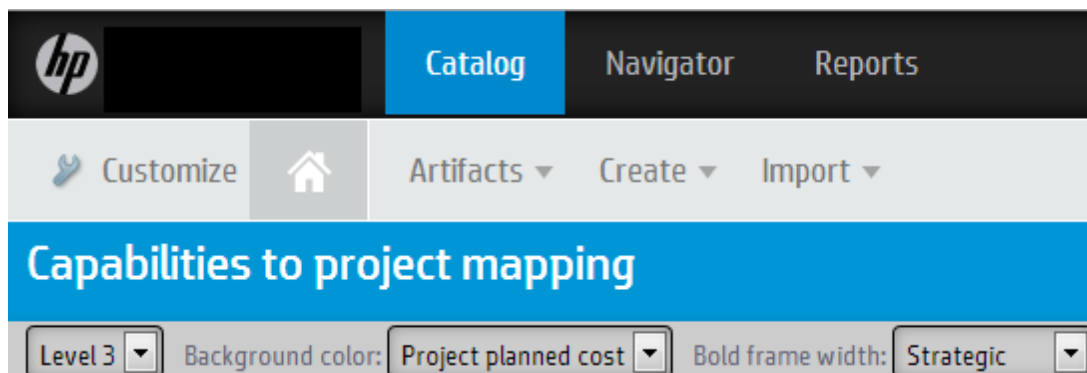 hp Catalog Navigator Reports
Customize Artifacts Create Import
Capabilities to project mapping
Level 3 Background color: Project planned cost Bold frame width: Strategic